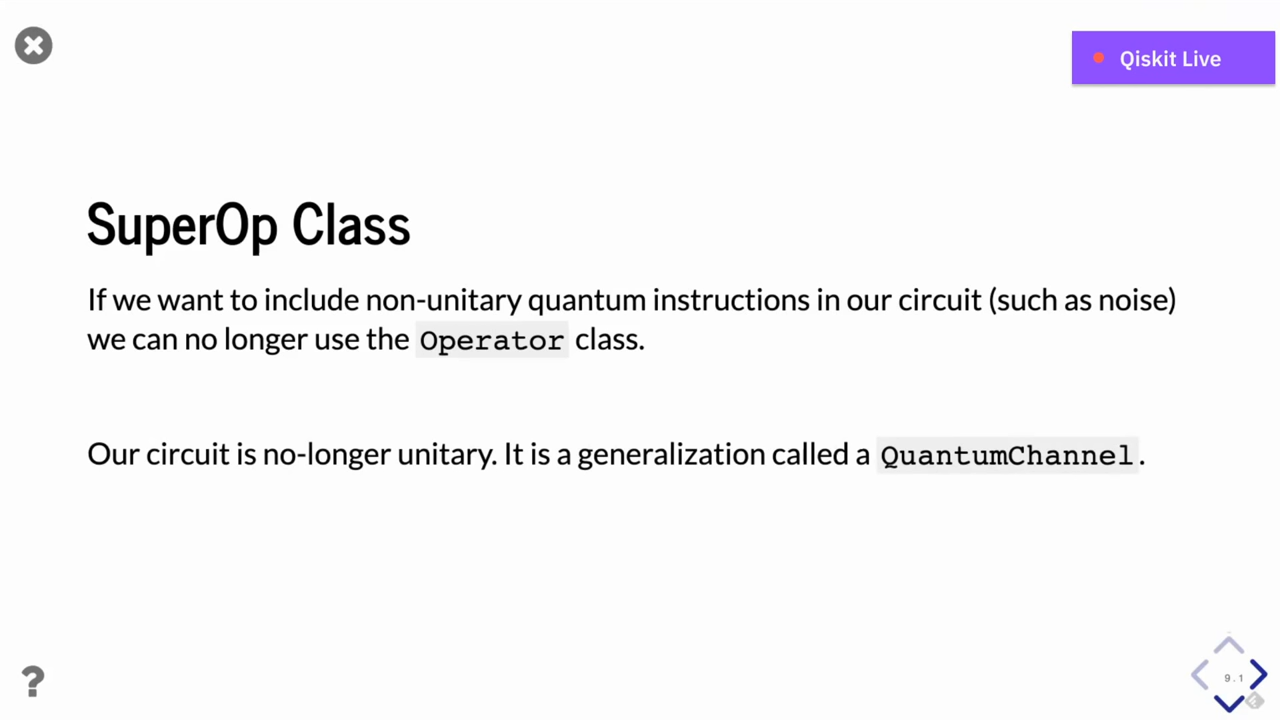 Qiskit Live
SuperOp Class
If we want to include non-unitary quantum instructions in our circuit (such as noise)
we can no longer use the Operator class.
Our circuit is no-longer unitary. It is a generalization called a QuantumChannel.
?
9.1